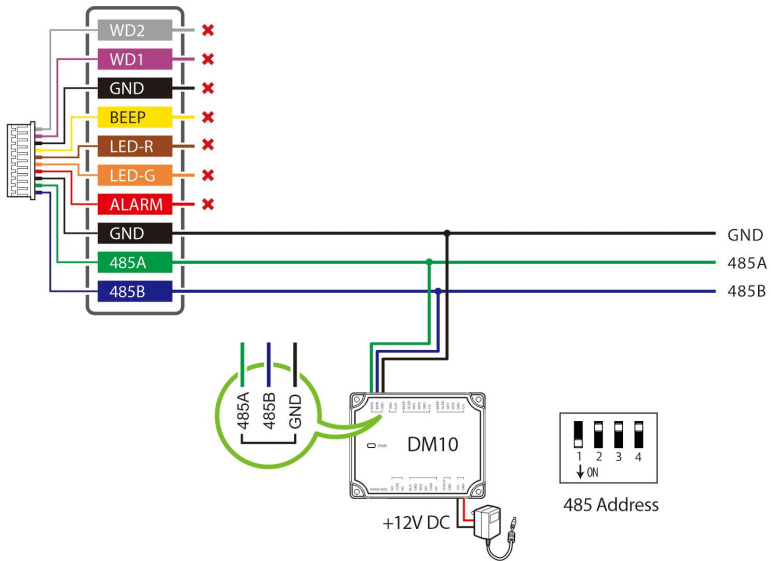 WD2
WD1
GND
BEEP
LED-R
LED-G
ALARM
GND
GND
485A
485A
485B
485B
485A
485B
GND
DM10
PWR
1 2 3 4
ON
485 Address
+12V DC